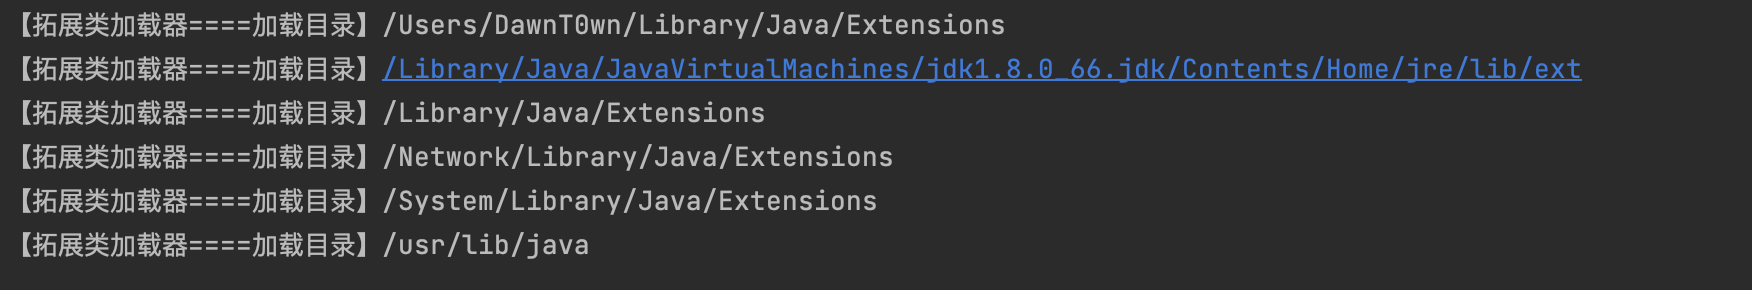 【拓展类加载器====加载目录】/Users/DawnT0wn/Library/Java/Extensions
【拓展类加载器====加载目录】/Library/Java/JavaVirtualMachines/jdk1.8.0_66.jdk/Contents/Home/jre/lib/ext
【拓展类加载器====加载目录】/Library/Java/Extensions
【拓展类加载器====加载目录】/Network/Library/Java/Extensions
【拓展类加载器====加载目录】/System/Library/Java/Extensions
【拓展类加载器====加载目录】/usr/lib/java